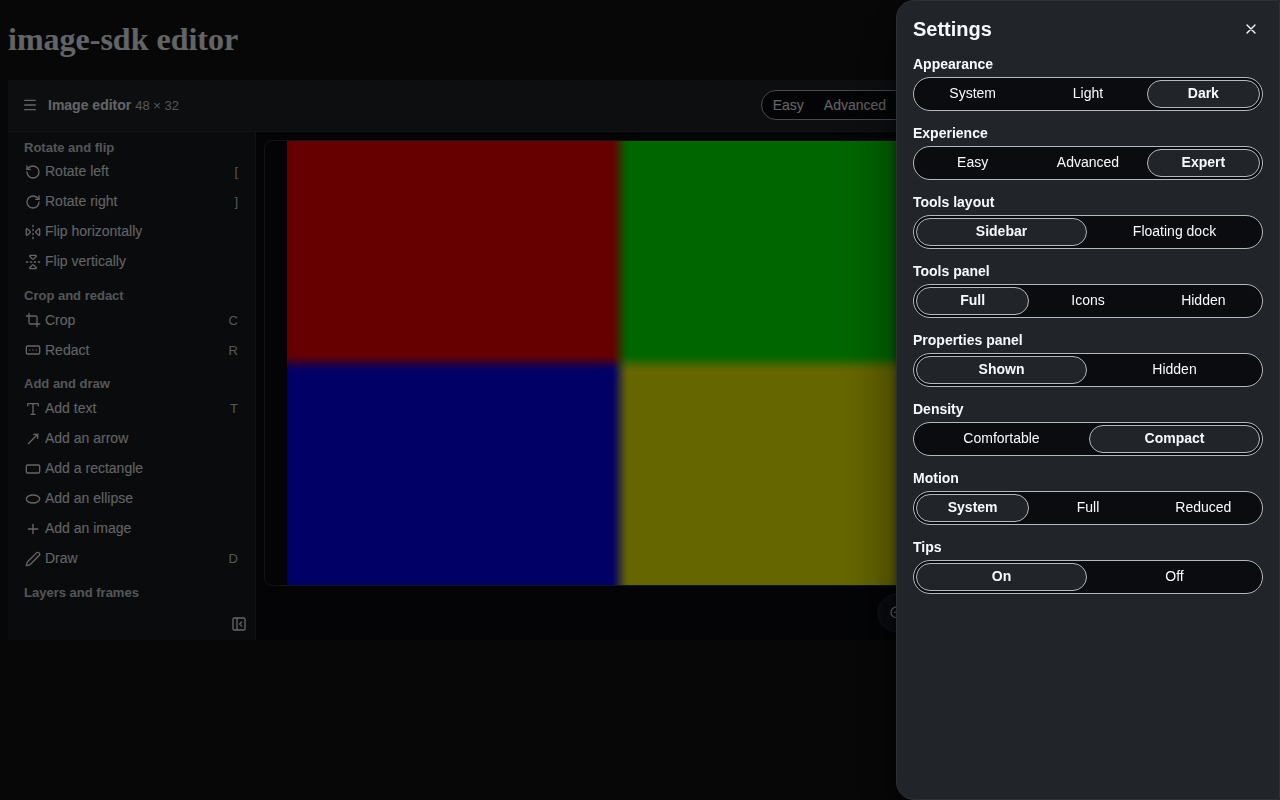 image-sdk editor
Image editor 48 × 32
Easy Advanced
Rotate and flip
Rotate left [
Rotate right ]
Flip horizontally
Flip vertically
Crop and redact
Crop C
Redact R
Add and draw
Add text T
Add an arrow
Add a rectangle
Add an ellipse
Add an image
Draw D
Layers and frames
Settings
Appearance
System Light Dark
Experience
Easy Advanced Expert
Tools layout
Sidebar Floating dock
Tools panel
Full Icons Hidden
Properties panel
Shown Hidden
Density
Comfortable Compact
Motion
System Full Reduced
Tips
On Off